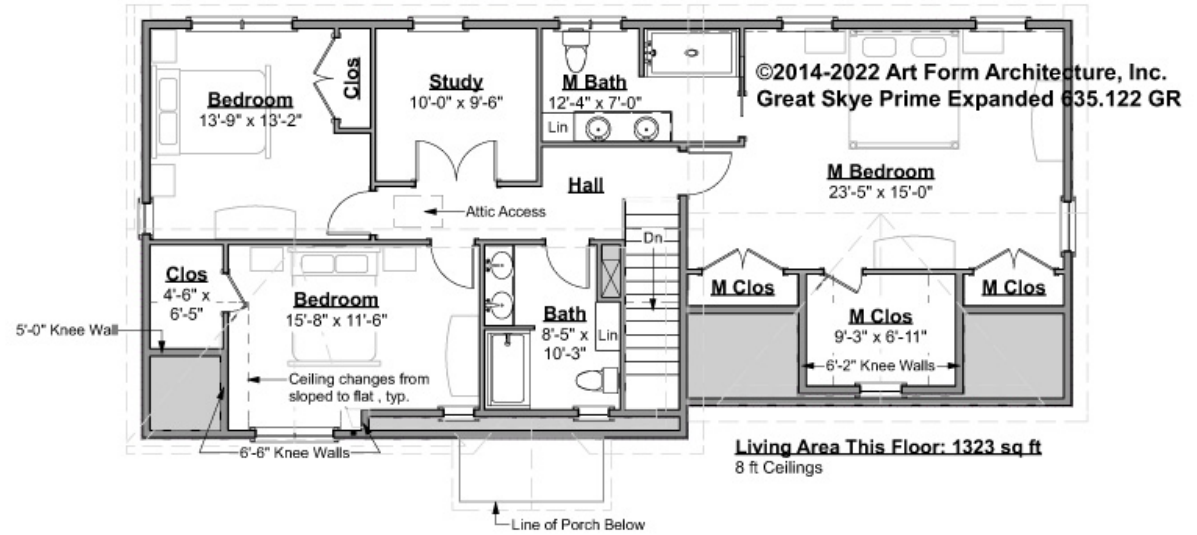 ©2014-2022 Art Form Architecture, Inc.
Great Skye Prime Expanded 635.122 GR
Bedroom
13'-9" x 13'-2"
Clos
Study
10'-0" x 9'-6"
M Bath
12'-4" x 7'-0"
Lin
M Bedroom
23'-5" x 15'-0"
Hall
Attic Access
Dn
Clos
4'-6" x
6'-5"
Bedroom
15'-8" x 11'-6"
Bath
8'-5" x
10'-3"
Lin
M Clos
M Clos
9'-3" x 6'-11"
M Clos
5'-0" Knee Wall
6'-2" Knee Walls
Ceiling changes from
sloped to flat , typ.
6'-6" Knee Walls
Living Area This Floor: 1323 sq ft
8 ft Ceilings
Line of Porch Below